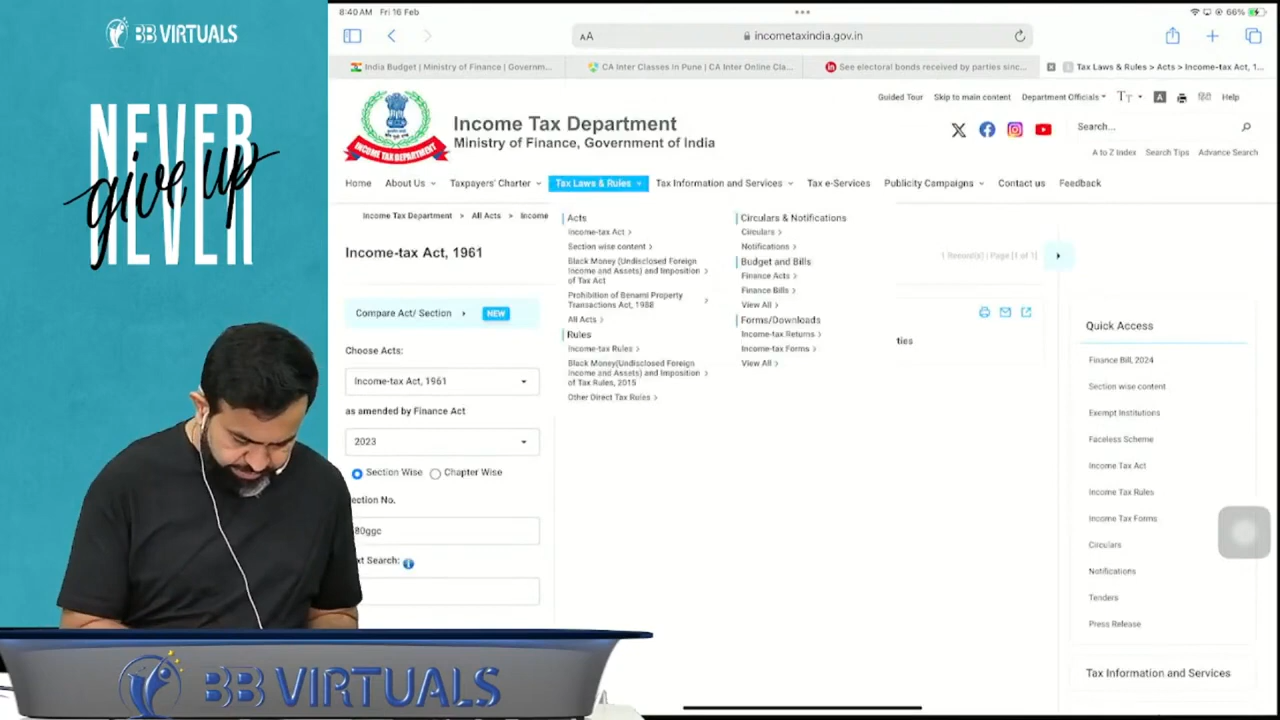 BB VIRTUALS
NEVER
give up
NEVER
8:40 AM Fri 16 Feb
66%
AA
incometaxindia.gov.in
India Budget | Ministry of Finance | Governm...
CA Inter Classes In Pune | CA Inter Online Cla...
See electoral bonds received by parties sinc...
Tax Laws & Rules > Acts > Income-tax Act, 1...
Guided Tour
Skip to main content
Department Officials
TT
A
हिंदी
Help
INCOME TAX DEPARTMENT
Income Tax Department
Ministry of Finance, Government of India
Search...
A to Z Index
Search Tips
Advance Search
Home
About Us
Taxpayers' Charter
Tax Laws & Rules
Tax Information and Services
Tax e-Services
Publicity Campaigns
Contact us
Feedback
Income Tax Department > All Acts > Income
Income-tax Act, 1961
Compare Act/ Section
NEW
Choose Acts:
Income-tax Act, 1961
as amended by Finance Act
2023
Section Wise
Chapter Wise
ection No.
80ggc
xt Search:
Acts
Income-tax Act >
Section wise content >
Black Money (Undisclosed Foreign
Income and Assets) and Imposition >
of Tax Act
Prohibition of Benami Property
Transactions Act, 1988 >
All Acts >
Rules
Income-tax Rules >
Black Money(Undisclosed Foreign
Income and Assets) and Imposition >
of Tax Rules, 2015
Other Direct Tax Rules >
Circulars & Notifications
Circulars >
Notifications >
Budget and Bills
Finance Acts >
Finance Bills >
View All >
Forms/Downloads
Income-tax Returns >
Income-tax Forms >
View All >
1 Record(s) | Page [1 of 1]
ties
Quick Access
Finance Bill, 2024
Section wise content
Exempt Institutions
Faceless Scheme
Income Tax Act
Income Tax Rules
Income Tax Forms
Circulars
Notifications
Tenders
Press Release
Tax Information and Services
BB VIRTUALS